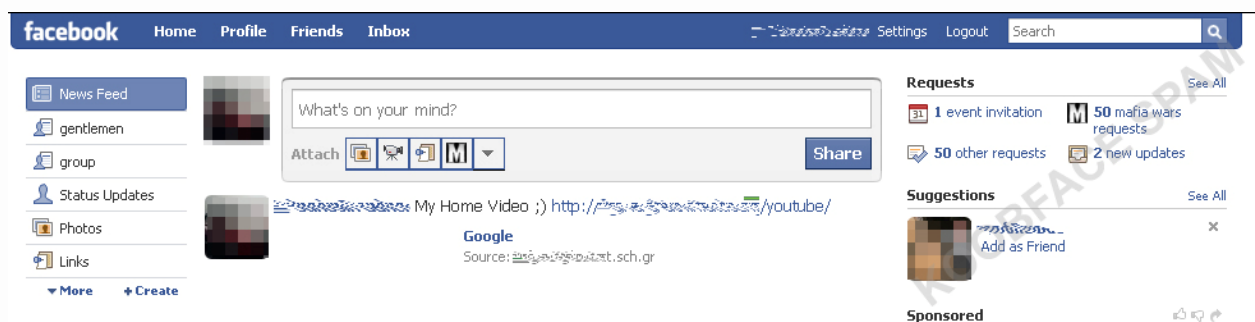 facebook Home Profile Friends Inbox Settings Logout Search
News Feed
gentlemen
group
Status Updates
Photos
Links
More + Create
What's on your mind?
Attach M Share
My Home Video ;) http:// /youtube/
Google
Source: t.sch.gr
Requests See All
31 1 event invitation
M 50 mafia wars
requests
50 other requests 2 new updates
Suggestions See All
Add as Friend
Sponsored
KOOBFACE SPAM